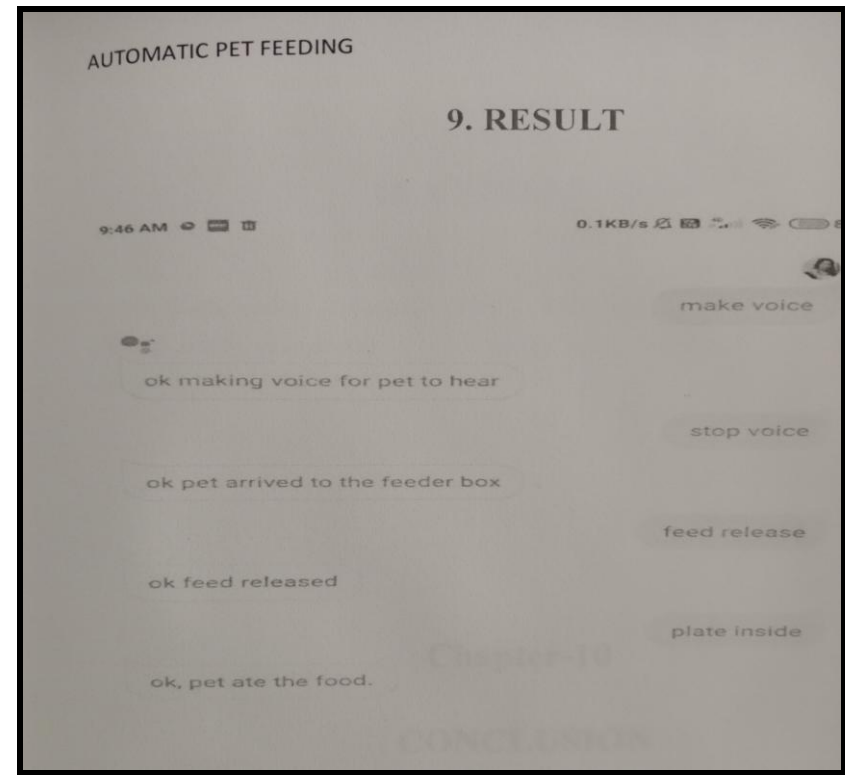 AUTOMATIC PET FEEDING
9. RESULT
9:46 AM 0.1KB/s
make voice
ok making voice for pet to hear
stop voice
ok pet arrived to the feeder box
feed release
ok feed released
plate inside
Chapter-10
ok, pet ate the food.
CONCLUSION